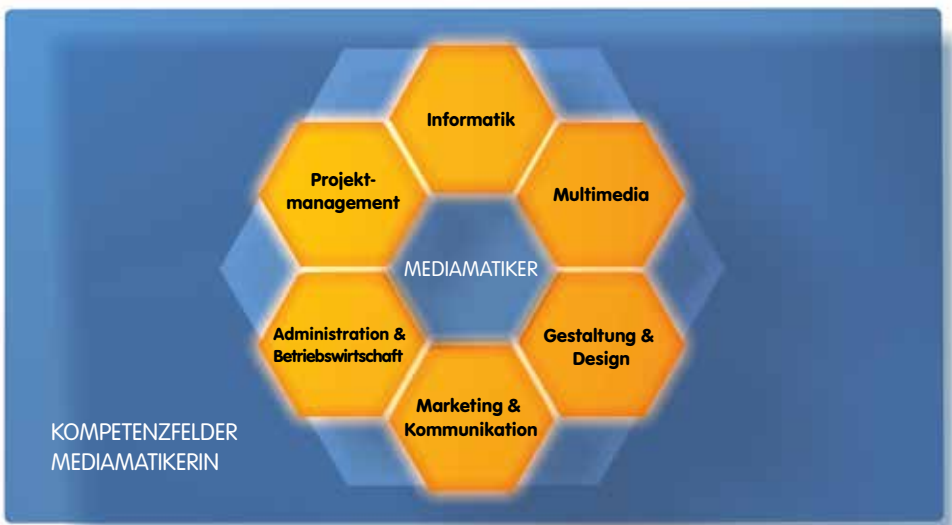 Informatik
Projekt-
management
Multimedia
MEDIAMATIKER
Administration &
Betriebswirtschaft
Gestaltung &
Design
Marketing &
Kommunikation
KOMPETENZFELDER
MEDIAMATIKERIN